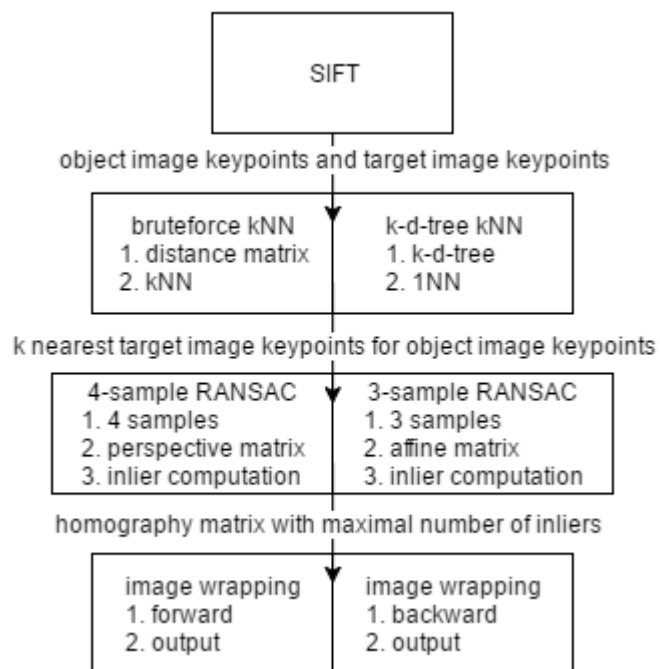 SIFT
object image keypoints and target image keypoints
bruteforce kNN
1. distance matrix
2. kNN
k-d-tree kNN
1. k-d-tree
2. 1NN
k nearest target image keypoints for object image keypoints
4-sample RANSAC
1. 4 samples
2. perspective matrix
3. inlier computation
3-sample RANSAC
1. 3 samples
2. affine matrix
3. inlier computation
homography matrix with maximal number of inliers
image wrapping
1. forward
2. output
image wrapping
1. backward
2. output